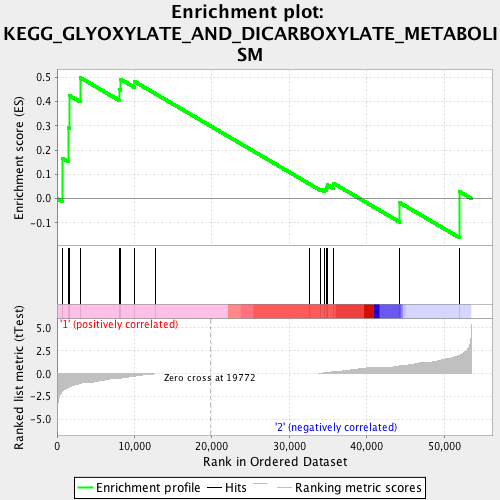 Enrichment plot:
KEGG_GLYOXYLATE_AND_DICARBOXYLATE_METABOLI
SM
Enrichment score (ES)
0.5
0.4
0.3
0.2
0.1
0.0
-0.1
'1' (positively correlated)
Ranked list metric (tTest)
5.0
2.5
0.0
-2.5
-5.0
Zero cross at 19772
'2' (negatively correlated)
0
10,000
20,000
30,000
40,000
50,000
Rank in Ordered Dataset
Enrichment profile
Hits
Ranking metric scores